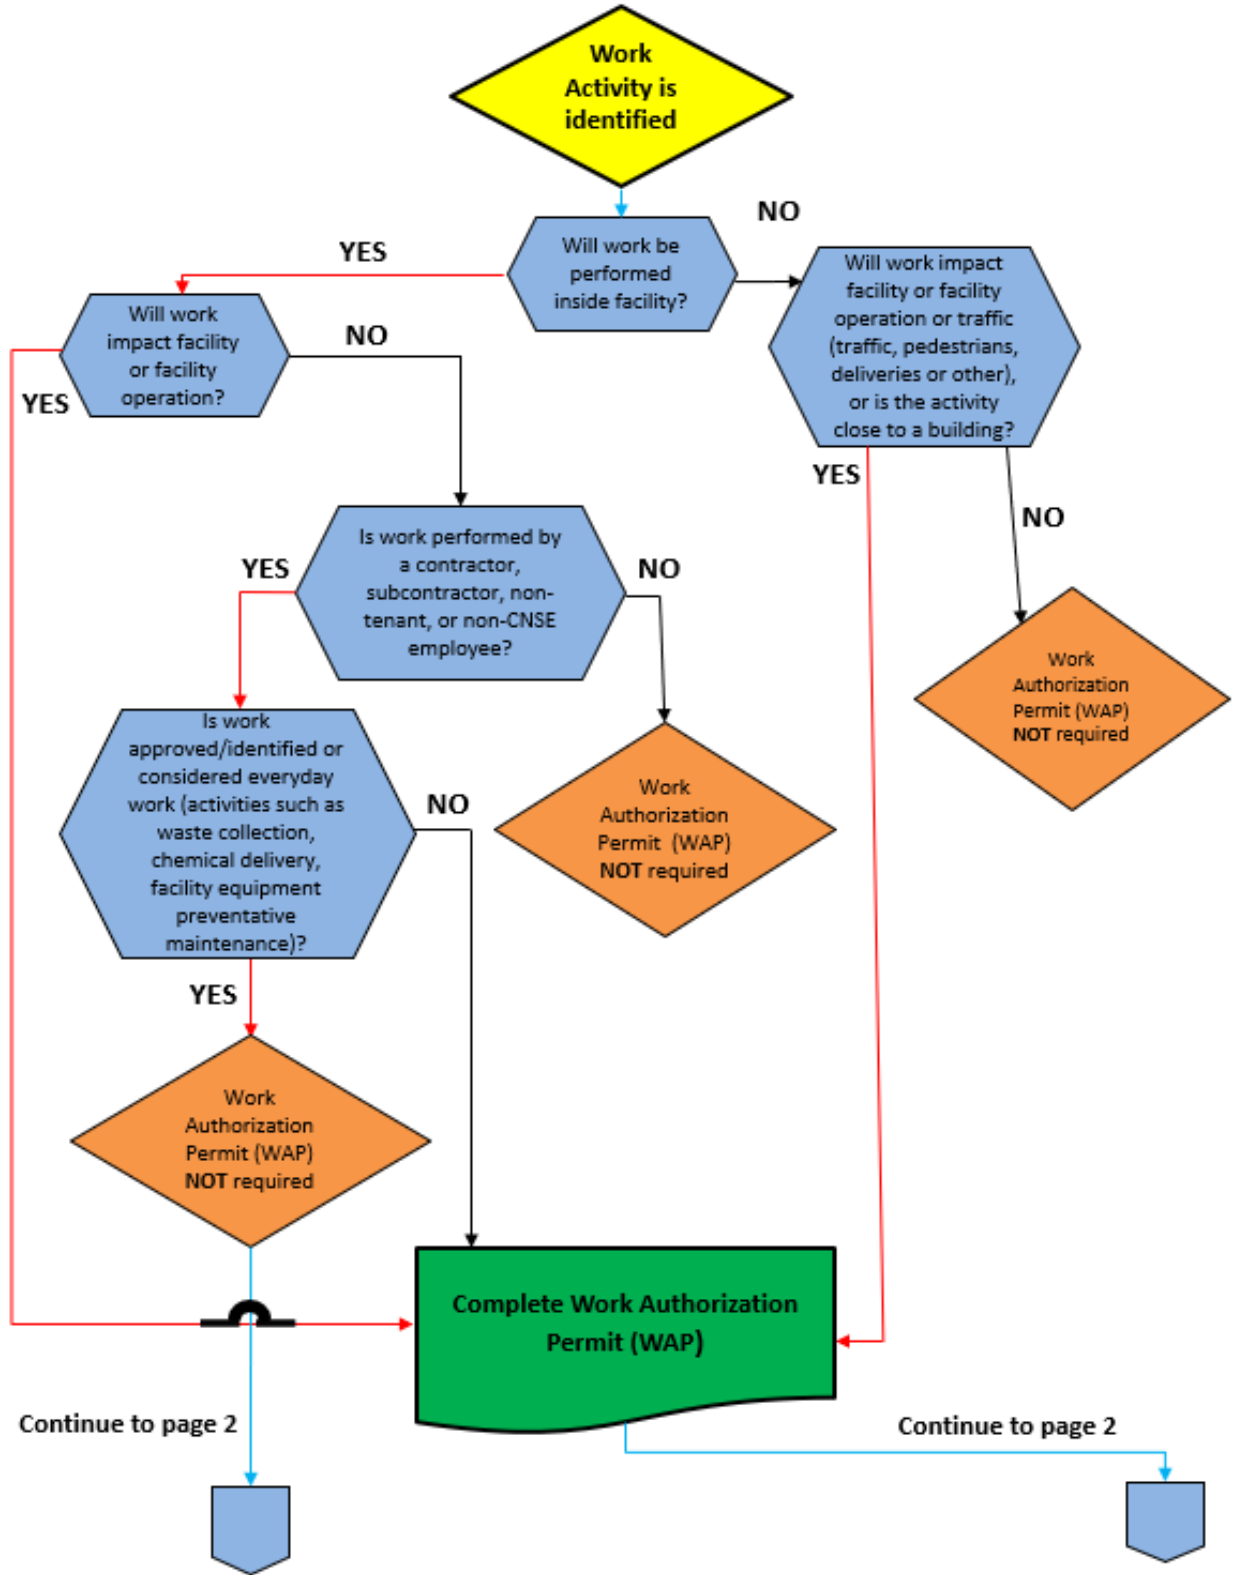 Work
Activity is
identified
NO
YES
Will work be
performed
inside facility?
Will work impact
facility or facility
operation or traffic
(traffic, pedestrians,
deliveries or other),
or is the activity
close to a building?
Will work
impact facility
or facility
operation?
NO
YES
YES
NO
Is work performed by
a contractor,
subcontractor, non-
tenant, or non-CNSE
employee?
YES
NO
Work
Authorization
Permit (WAP)
NOT required
Is work
approved/identified or
considered everyday
work (activities such as
waste collection,
chemical delivery,
facility equipment
preventative
maintenance)?
NO
Work
Authorization
Permit (WAP)
NOT required
YES
Work
Authorization
Permit (WAP)
NOT required
Complete Work Authorization
Permit (WAP)
Continue to page 2
Continue to page 2